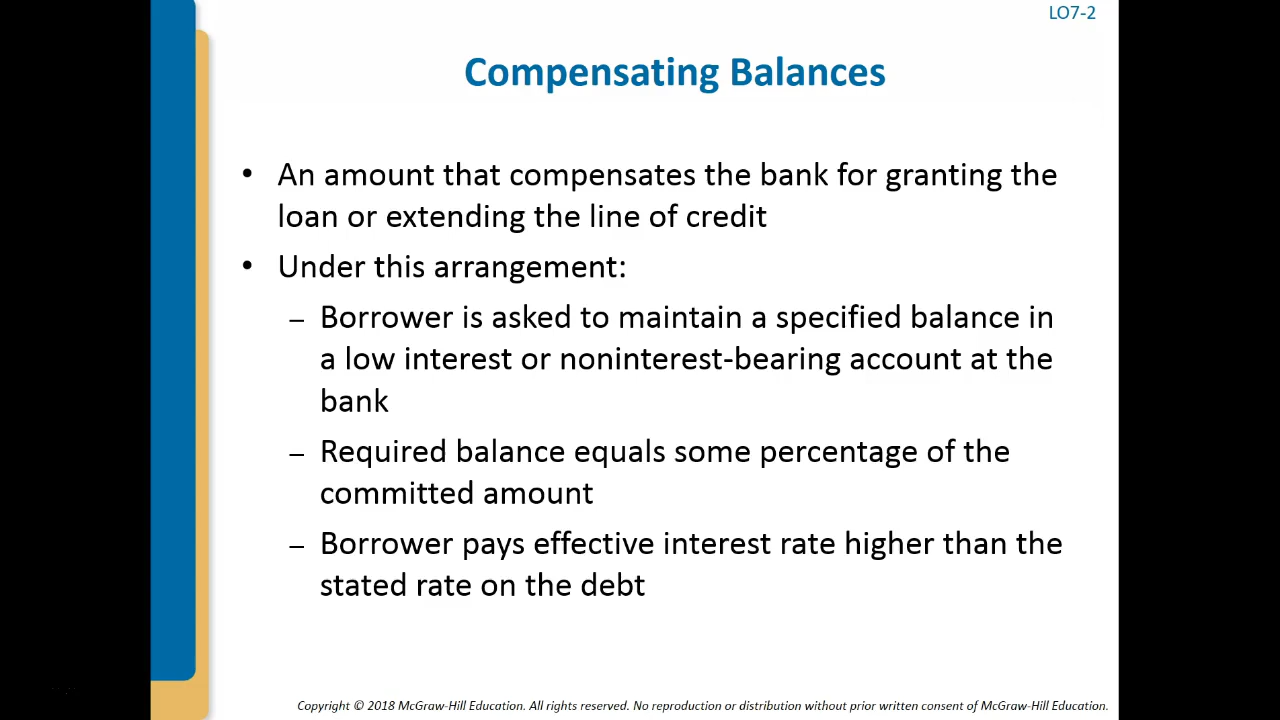 LO7-2
Compensating Balances
• An amount that compensates the bank for granting the
loan or extending the line of credit
• Under this arrangement:
– Borrower is asked to maintain a specified balance in
a low interest or noninterest-bearing account at the
bank
– Required balance equals some percentage of the
committed amount
– Borrower pays effective interest rate higher than the
stated rate on the debt
Copyright © 2018 McGraw-Hill Education. All rights reserved. No reproduction or distribution without prior written consent of McGraw-Hill Education.